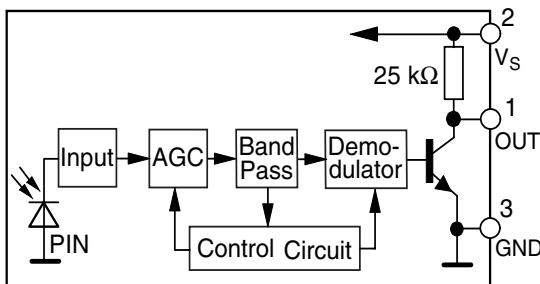 2
V_S
25 kΩ
1
OUT
Input
AGC
Band
Pass
Demo-
dulator
PIN
Control Circuit
3
GND